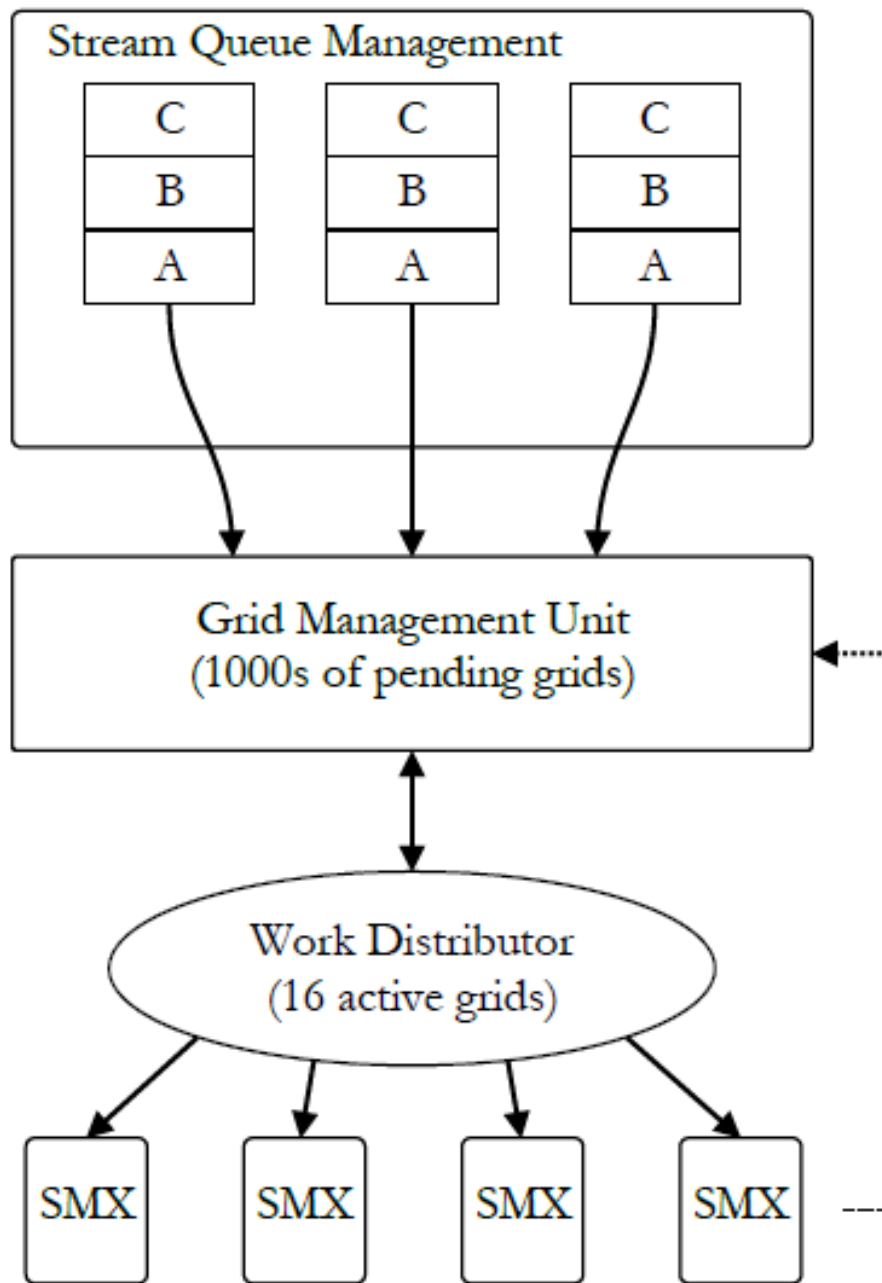 Stream Queue Management
C C C
B B B
A A A
Grid Management Unit
(1000s of pending grids)
Work Distributor
(16 active grids)
SMX SMX SMX SMX